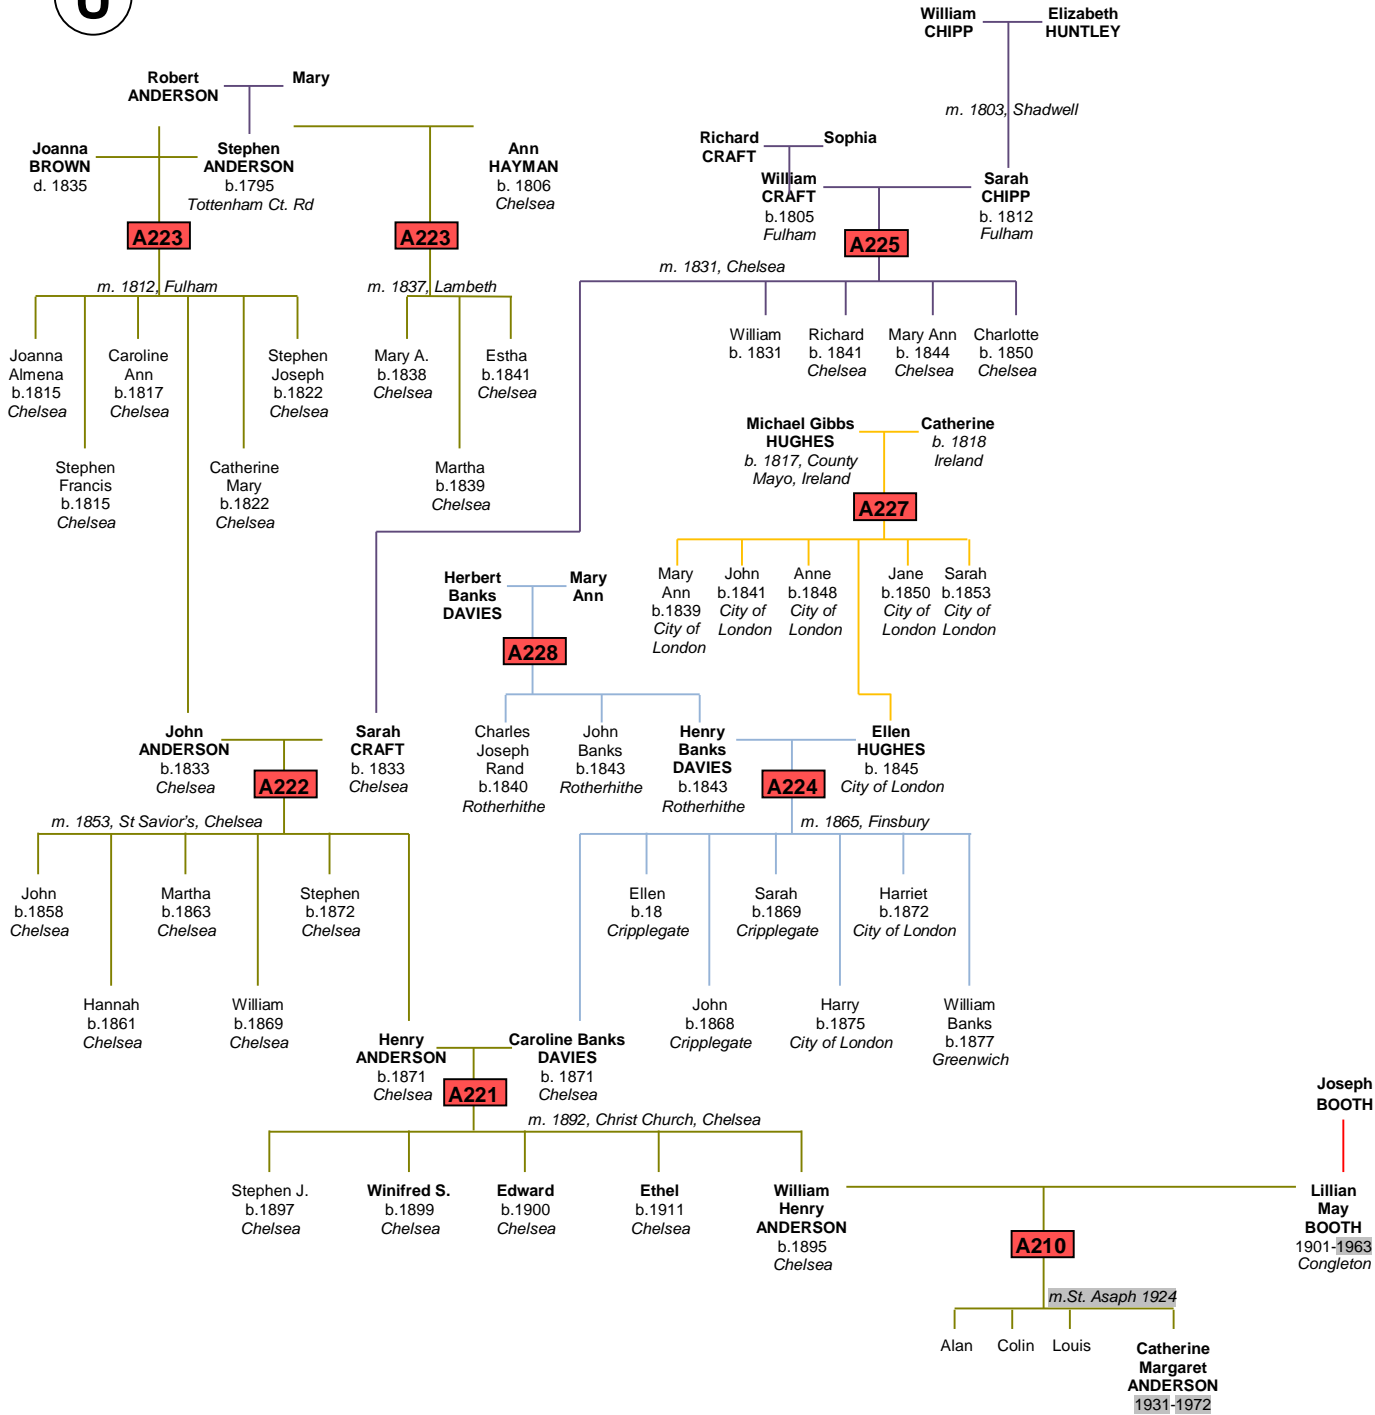 U
William
CHIPP
Elizabeth
HUNTLEY
Robert
ANDERSON
Mary
m. 1803, Shadwell
Joanna
BROWN
d. 1835
Stephen
ANDERSON
b.1795
Tottenham Ct. Rd
Ann
HAYMAN
b. 1806
Chelsea
Richard
CRAFT
Sophia
William
CRAFT
b.1805
Fulham
Sarah
CHIPP
b. 1812
Fulham
A223
A223
A225
m. 1812, Fulham
m. 1837, Lambeth
m. 1831, Chelsea
Joanna
Almena
b.1815
Chelsea
Caroline
Ann
b.1817
Chelsea
Stephen
Joseph
b.1822
Chelsea
Mary A.
b.1838
Chelsea
Estha
b.1841
Chelsea
William
b. 1831
Richard
b. 1841
Chelsea
Mary Ann
b. 1844
Chelsea
Charlotte
b. 1850
Chelsea
Stephen
Francis
b.1815
Chelsea
Catherine
Mary
b.1822
Chelsea
Martha
b.1839
Chelsea
Michael Gibbs
HUGHES
b. 1817, County
Mayo, Ireland
Catherine
b. 1818
Ireland
A227
Mary
Ann
b.1839
City of
London
John
b.1841
City of
London
Anne
b.1848
City of
London
Jane
b.1850
City of
London
Sarah
b.1853
City of
London
Herbert
Banks
DAVIES
Mary
Ann
A228
John
ANDERSON
b.1833
Chelsea
Sarah
CRAFT
b. 1833
Chelsea
Charles
Joseph
Rand
b.1840
Rotherhithe
John
Banks
b.1843
Rotherhithe
Henry
Banks
DAVIES
b.1843
Rotherhithe
Ellen
HUGHES
b. 1845
City of London
A222
A224
m. 1853, St Savior's, Chelsea
m. 1865, Finsbury
John
b.1858
Chelsea
Martha
b.1863
Chelsea
Stephen
b.1872
Chelsea
Ellen
b.18
Cripplegate
Sarah
b.1869
Cripplegate
Harriet
b.1872
City of London
Hannah
b.1861
Chelsea
William
b.1869
Chelsea
John
b.1868
Cripplegate
Harry
b.1875
City of London
William
Banks
b.1877
Greenwich
Henry
ANDERSON
b.1871
Chelsea
Caroline Banks
DAVIES
b. 1871
Chelsea
A221
m. 1892, Christ Church, Chelsea
Joseph
BOOTH
Stephen J.
b.1897
Chelsea
Winifred S.
b.1899
Chelsea
Edward
b.1900
Chelsea
Ethel
b.1911
Chelsea
William
Henry
ANDERSON
b.1895
Chelsea
Lillian
May
BOOTH
1901-1963
Congleton
A210
m.St. Asaph 1924
Alan
Colin
Louis
Catherine
Margaret
ANDERSON
1931-1972